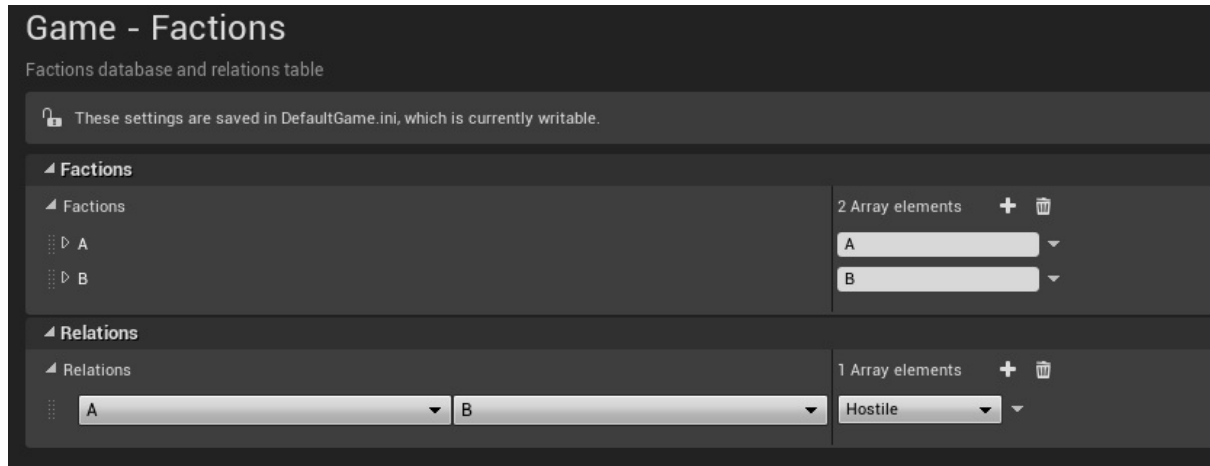 Game - Factions
Factions database and relations table
These settings are saved in DefaultGame.ini, which is currently writable.
Factions
Factions 2 Array elements
A A
B B
Relations
Relations 1 Array elements
A B Hostile